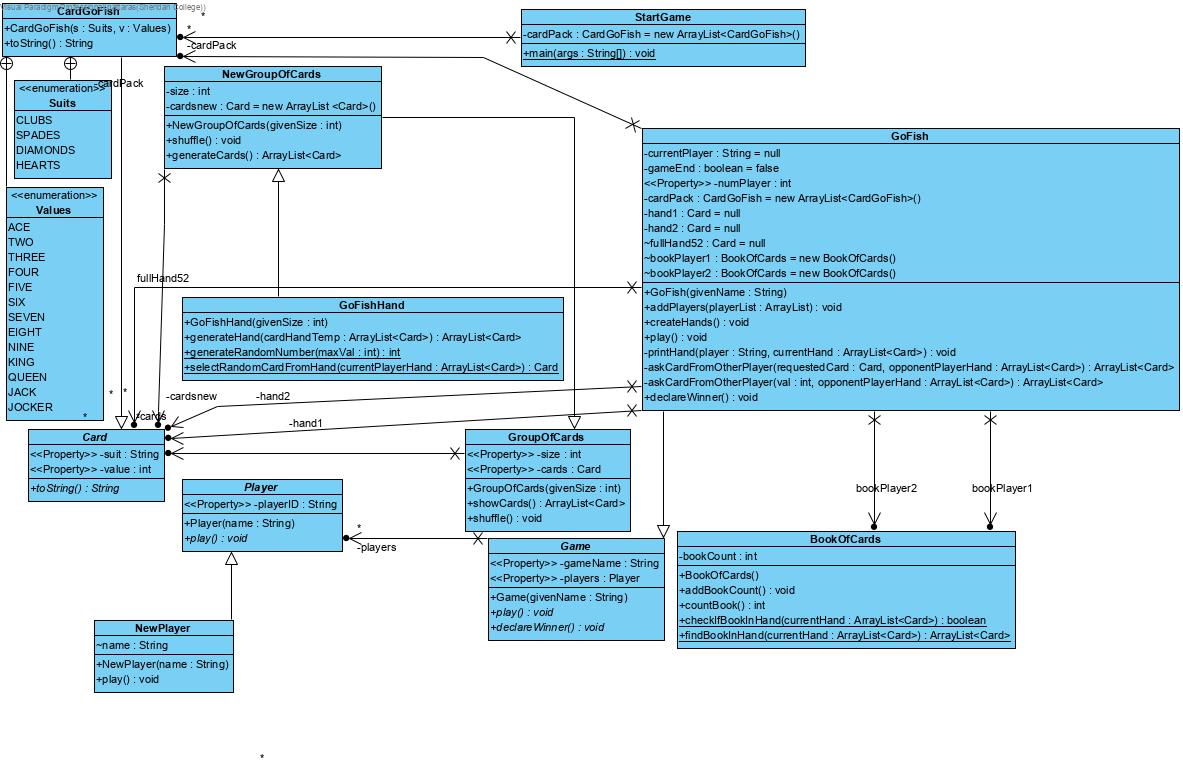 CardGoFish
+CardGoFish(s : Suits, v : Values)
+toString() : String
*
*
-cardPack
StartGame
-cardPack : CardGoFish = new ArrayList<CardGoFish>()
+main(args : String[]) : void
-cardPack
<<enumeration>>
Suits
CLUBS
SPADES
DIAMONDS
HEARTS
NewGroupOfCards
-size : int
-cardsnew : Card = new ArrayList <Card>()
+NewGroupOfCards(givenSize : int)
+shuffle() : void
+generateCards() : ArrayList<Card>
GoFish
-currentPlayer : String = null
-gameEnd : boolean = false
<<Property>> -numPlayer : int
-cardPack : CardGoFish = new ArrayList<CardGoFish>()
-hand1 : Card = null
-hand2 : Card = null
~fullHand52 : Card = null
~bookPlayer1 : BookOfCards = new BookOfCards()
~bookPlayer2 : BookOfCards = new BookOfCards()
+GoFish(givenName : String)
+addPlayers(playerList : ArrayList) : void
+createHands() : void
+play() : void
-printHand(player : String, currentHand : ArrayList<Card>) : void
-askCardFromOtherPlayer(requestedCard : Card, opponentPlayerHand : ArrayList<Card>) : ArrayList<Card>
-askCardFromOtherPlayer(val : int, opponentPlayerHand : ArrayList<Card>) : ArrayList<Card>
+declareWinner() : void
<<enumeration>>
Values
ACE
TWO
THREE
FOUR
FIVE
SIX
SEVEN
EIGHT
NINE
KING
QUEEN
JACK
JOCKER
fullHand52
GoFishHand
+GoFishHand(givenSize : int)
+generateHand(cardHandTemp : ArrayList<Card>) : ArrayList<Card>
+generateRandomNumber(maxVal : int) : int
+selectRandomCardFromHand(currentPlayerHand : ArrayList<Card>) : Card
*
*
*
-cardsnew
-hand2
-cards
-hand1
Card
<<Property>> -suit : String
<<Property>> -value : int
+toString() : String
GroupOfCards
<<Property>> -size : int
<<Property>> -cards : Card
+GroupOfCards(givenSize : int)
+showCards() : ArrayList<Card>
+shuffle() : void
Player
<<Property>> -playerID : String
+Player(name : String)
+play() : void
*
-players
bookPlayer2
bookPlayer1
Game
<<Property>> -gameName : String
<<Property>> -players : Player
+Game(givenName : String)
+play() : void
+declareWinner() : void
BookOfCards
-bookCount : int
+BookOfCards()
+addBookCount() : void
+countBook() : int
+checkIfBookInHand(currentHand : ArrayList<Card>) : boolean
+findBookInHand(currentHand : ArrayList<Card>) : ArrayList<Card>
NewPlayer
~name : String
+NewPlayer(name : String)
+play() : void
*